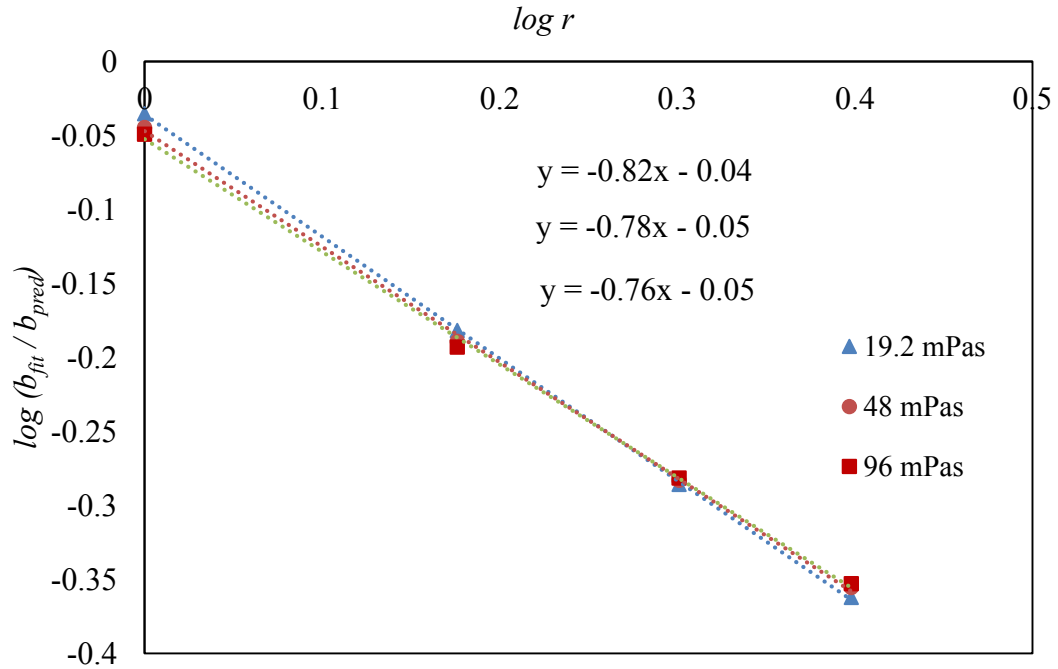 log r
0
0 0.1 0.2 0.3 0.4 0.5
-0.05
-0.1
-0.15
-0.2
-0.25
-0.3
-0.35
-0.4
log (b_fit / b_pred)
y = -0.82x - 0.04
y = -0.78x - 0.05
y = -0.76x - 0.05
19.2 mPas
48 mPas
96 mPas